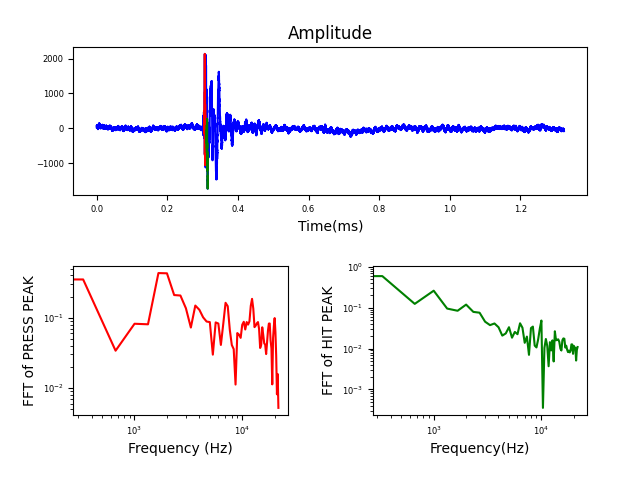 Amplitude
2000
1000
0
−1000
0.0 0.2 0.4 0.6 0.8 1.0 1.2
Time(ms)
FFT of PRESS PEAK
10⁻¹
10⁻²
10³ 10⁴
Frequency (Hz)
FFT of HIT PEAK
10⁰
10⁻¹
10⁻²
10⁻³
10³ 10⁴
Frequency(Hz)